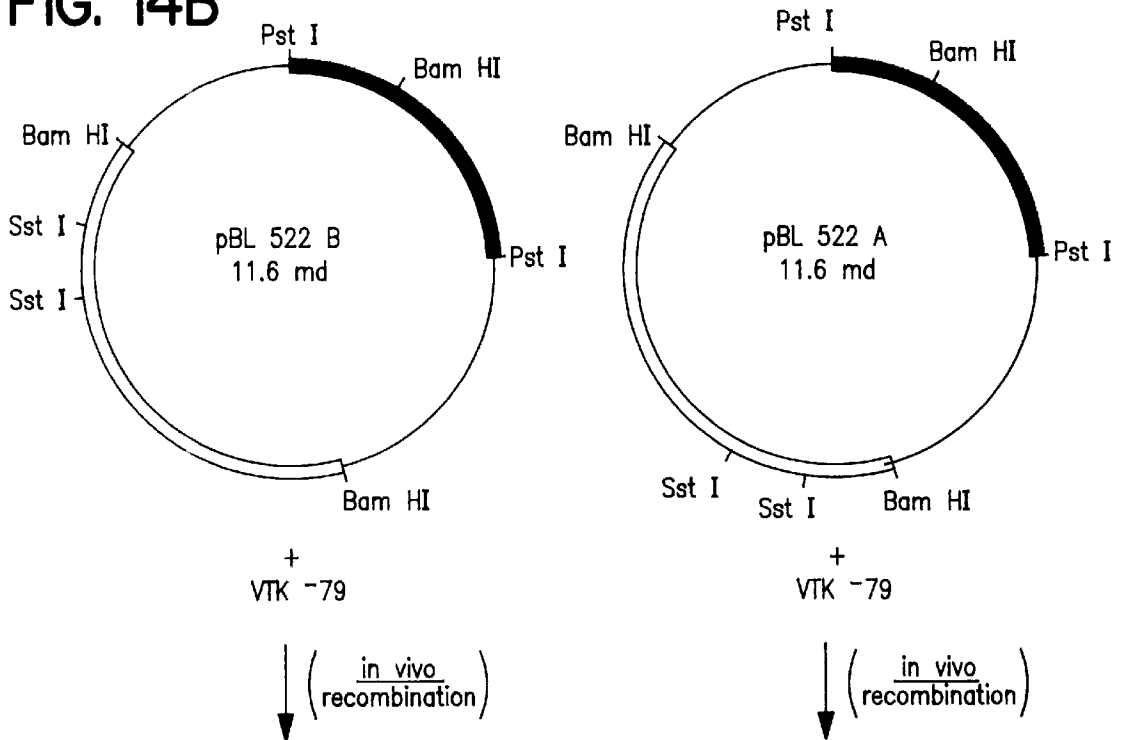 FIG. 14B
Pst I
Bam HI
Bam HI
Sst I
Sst I
pBL 522 B
11.6 md
Pst I
Bam HI
+
VTK -79
(in vivo
recombination)
Pst I
Bam HI
Bam HI
pBL 522 A
11.6 md
Pst I
Sst I
Sst I
Bam HI
+
VTK -79
(in vivo
recombination)